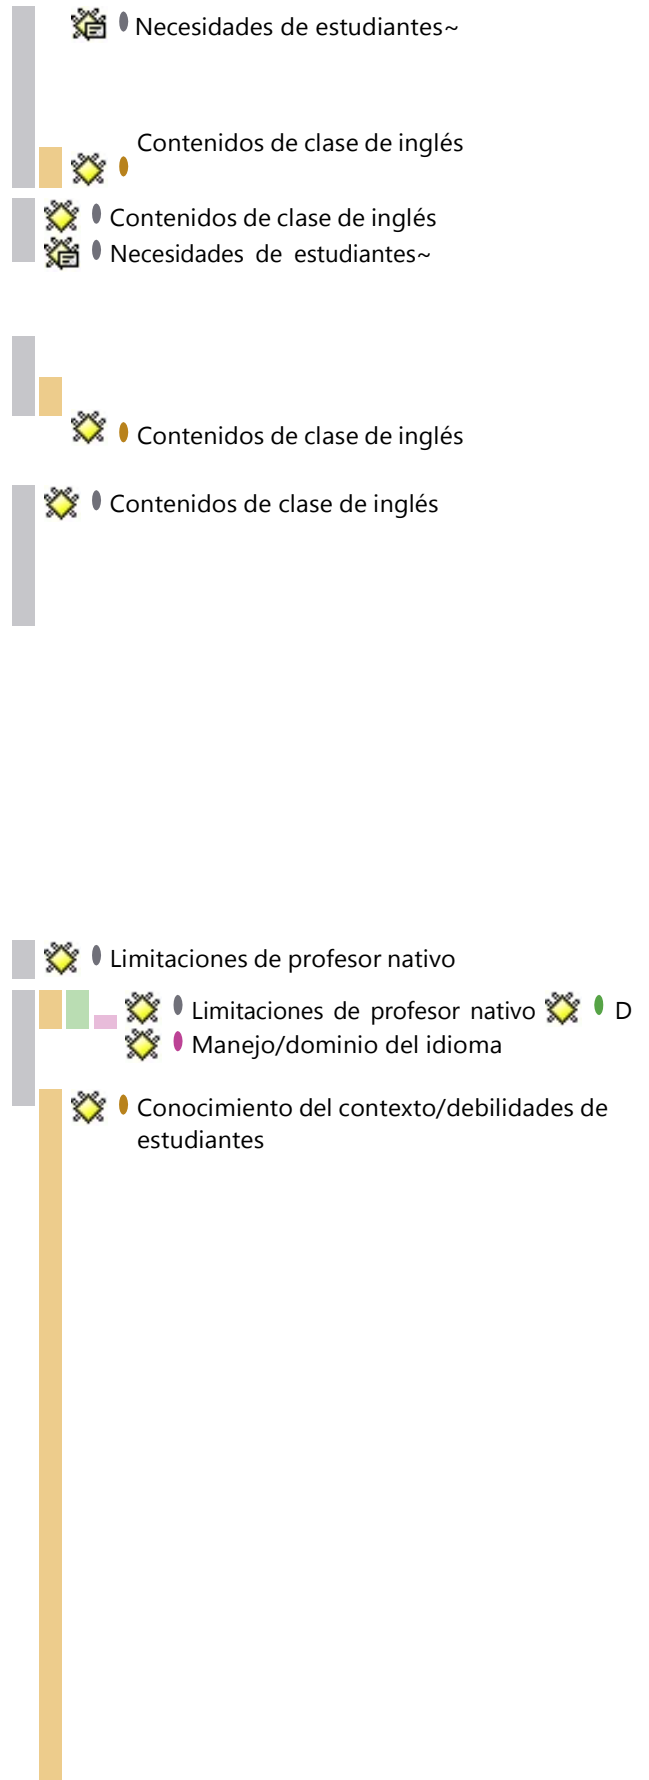 Necesidades de estudiantes~
Contenidos de clase de inglés
Contenidos de clase de inglés
Necesidades de estudiantes~
Contenidos de clase de inglés
Contenidos de clase de inglés
Limitaciones de profesor nativo
Limitaciones de profesor nativo D
Manejo/dominio del idioma
Conocimiento del contexto/debilidades de
estudiantes